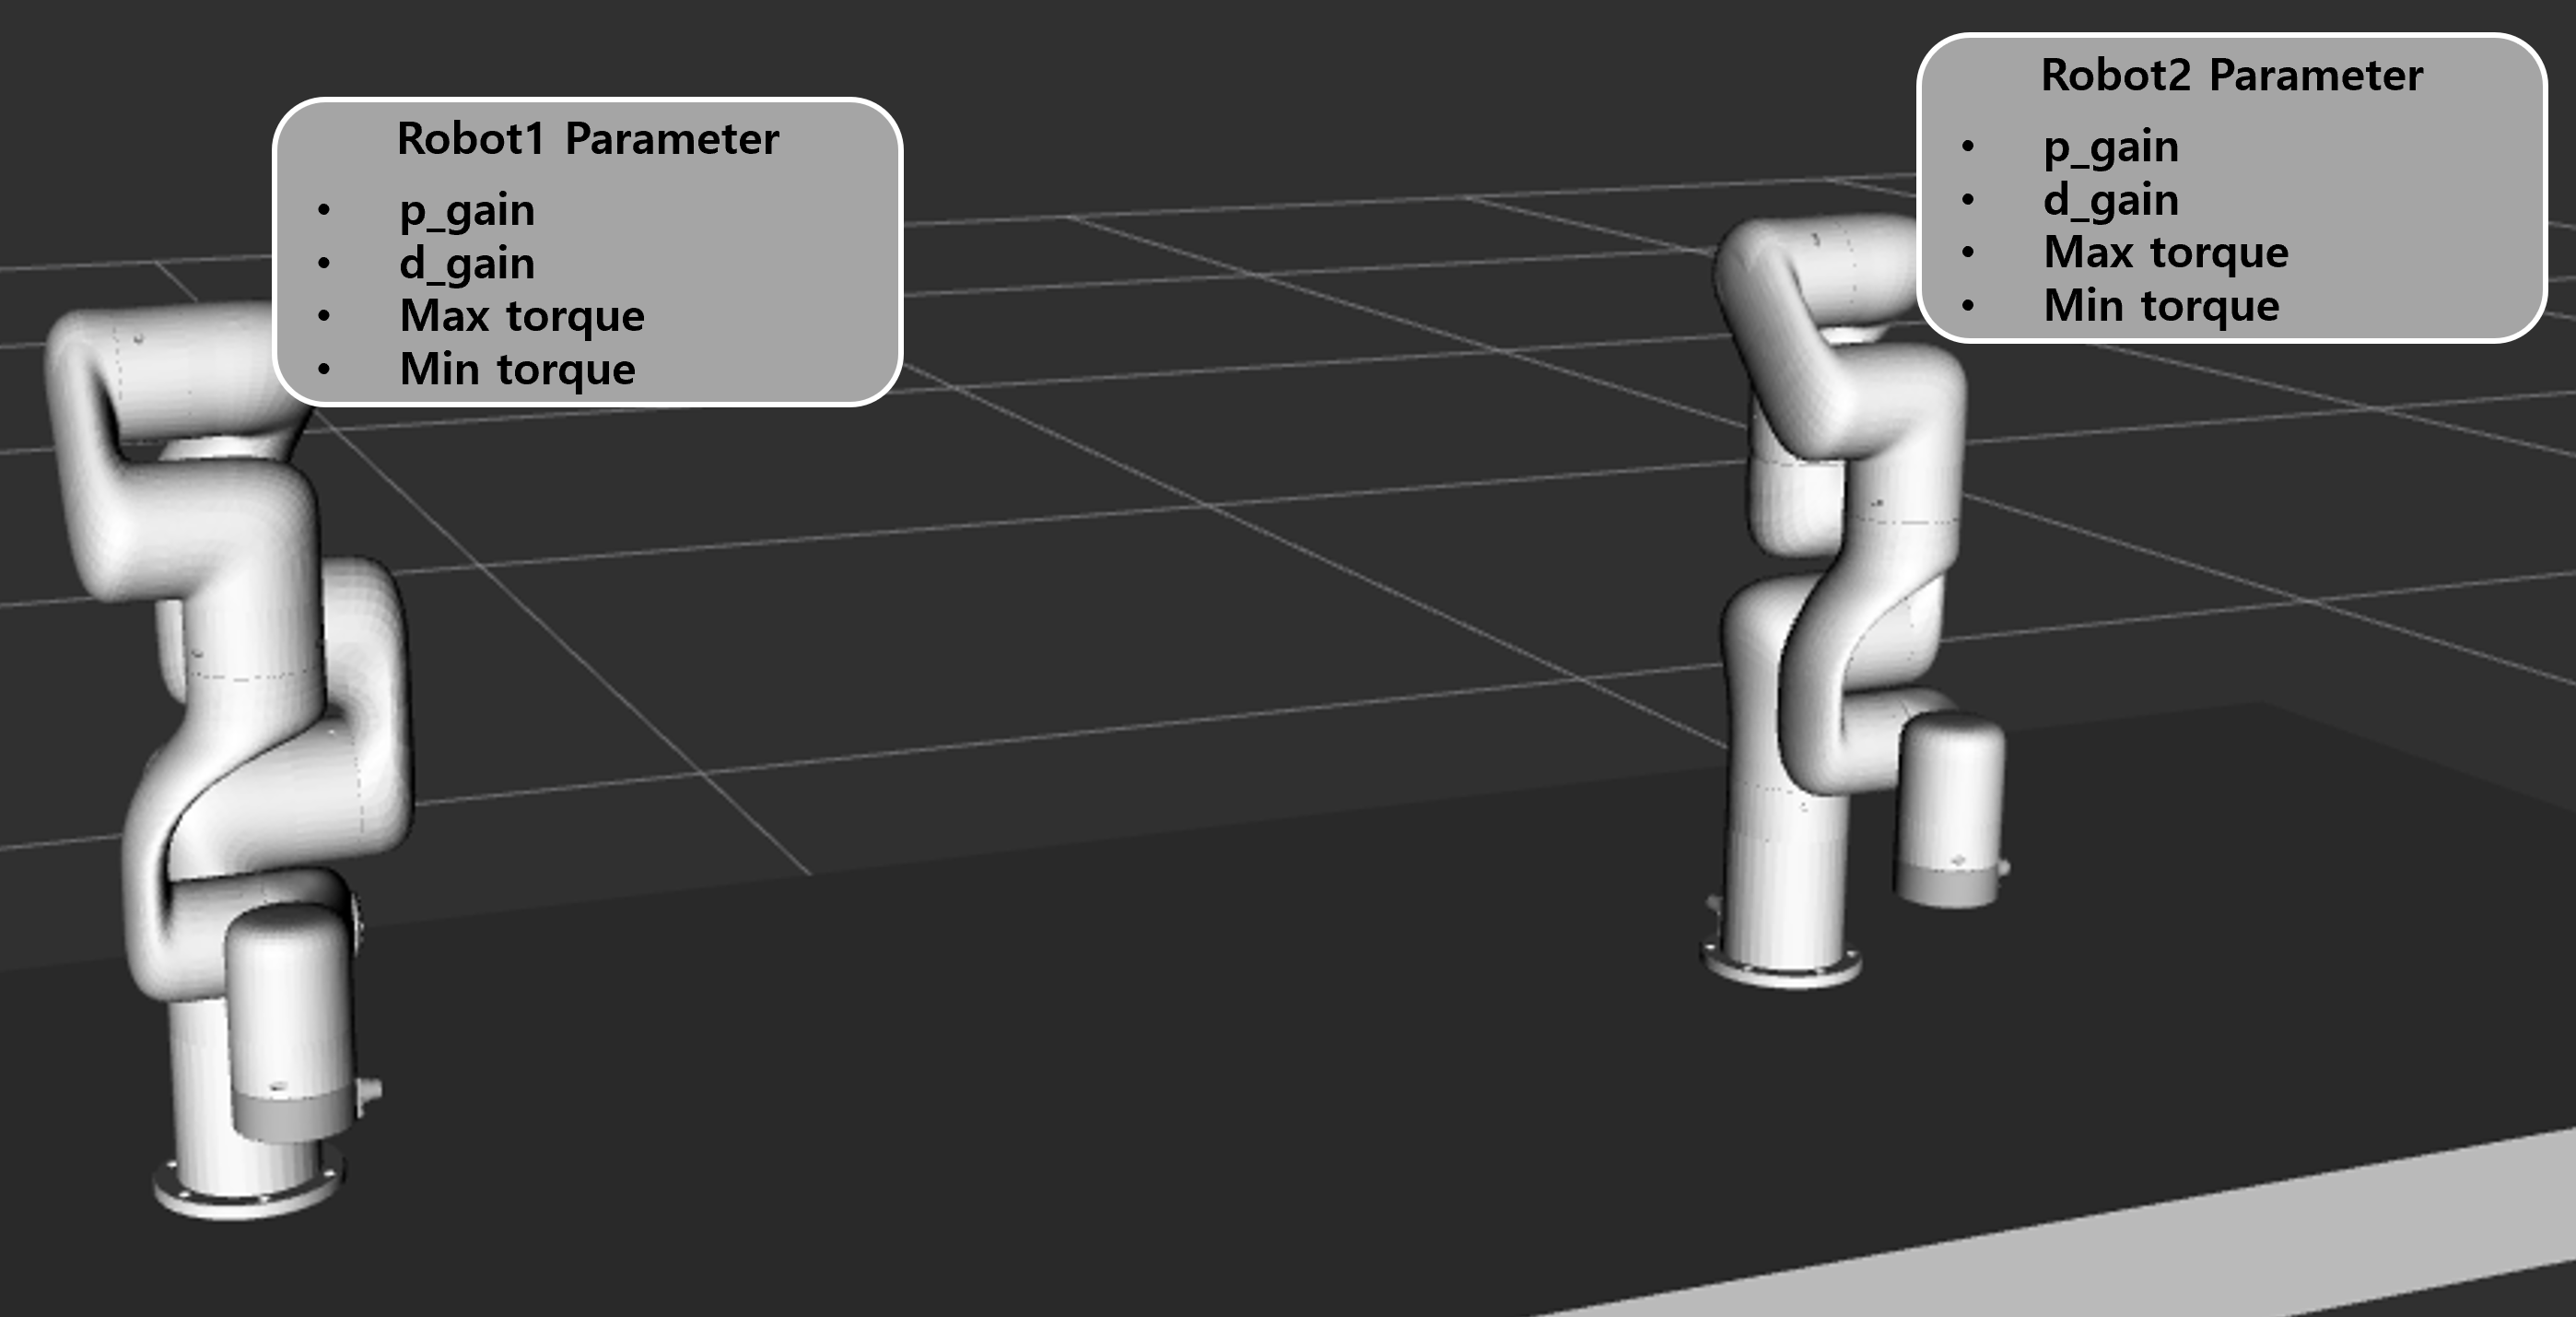 Robot1 Parameter
• p_gain
• d_gain
• Max torque
• Min torque
Robot2 Parameter
• p_gain
• d_gain
• Max torque
• Min torque